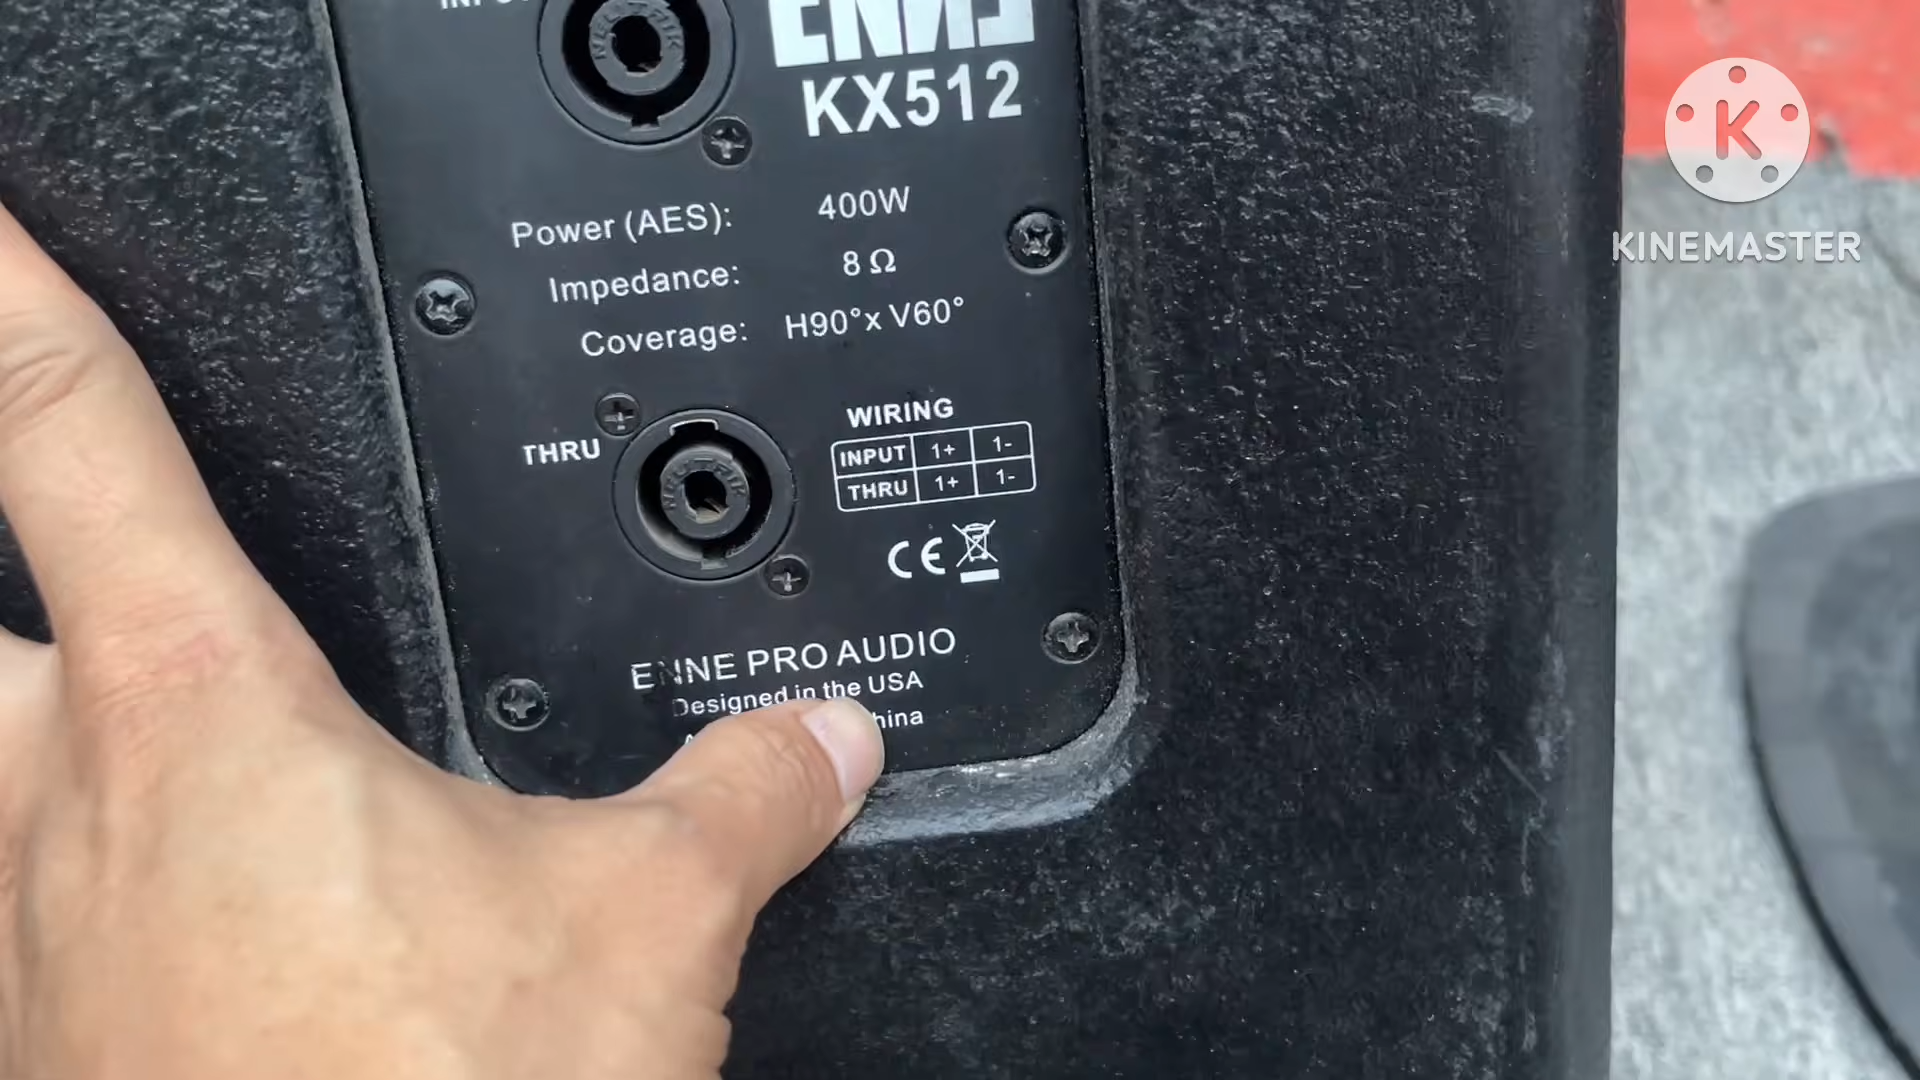 KX512
Power (AES): 400W
Impedance: 8 Ω
Coverage: H90°x V60°
THRU
WIRING
INPUT 1+ 1-
THRU 1+ 1-
CE
ENNE PRO AUDIO
Designed in the USA
K
KINEMASTER